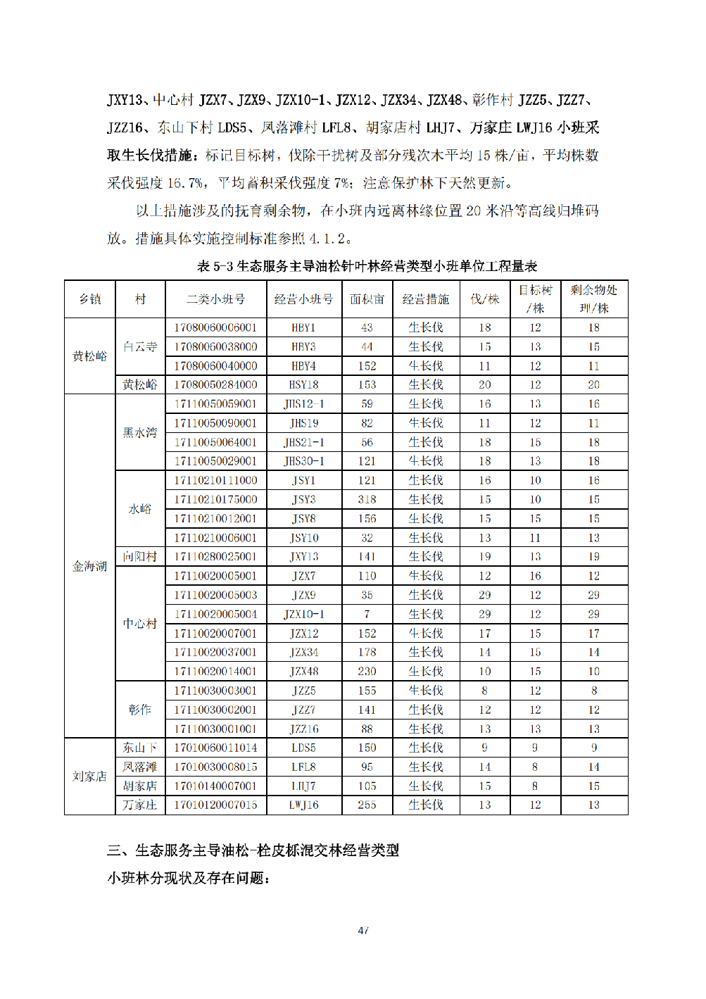 JXY13、中心村 JZX7、JZX9、JZX10-1、JZX12、JZX34、JZX48、彰作村 JZZ5、JZZ7、
JZZ16、东山下村 LDS5、凤落滩村 LFL8、胡家店村 LHJ7、万家庄 LWJ16 小班采
取生长伐措施：标记目标树，伐除干扰树及部分残次木平均 15 株/亩，平均株数
采伐强度 16.7%，平均蓄积采伐强度 7%；注意保护林下天然更新。
以上措施涉及的抚育剩余物，在小班内远离林缘位置 20 米沿等高线归堆码
放。措施具体实施控制标准参照 4.1.2。
表 5-3 生态服务主导油松针叶林经营类型小班单位工程量表
乡镇 村 二类小班号 经营小班号 面积亩 经营措施 伐/株 目标树/株 剩余物处理/株
黄松峪 白云寺 17080060006001 HBY1 43 生长伐 18 12 18
17080060038000 HBY3 44 生长伐 15 13 15
17080060040000 HBY4 152 生长伐 11 12 11
黄松峪 17080050284000 HSY18 153 生长伐 20 12 20
金海湖 黑水湾 17110050059001 JHS12-1 59 生长伐 16 13 16
17110050090001 JHS19 82 生长伐 11 12 11
17110050064001 JHS21-1 56 生长伐 18 15 18
17110050029001 JHS30-1 121 生长伐 18 13 18
水峪 17110210111000 JSY1 121 生长伐 16 10 16
17110210175000 JSY3 318 生长伐 15 10 15
17110210012001 JSY8 156 生长伐 15 15 15
17110210006001 JSY10 32 生长伐 13 11 13
向阳村 17110280025001 JXY13 141 生长伐 19 13 19
中心村 17110020005001 JZX7 110 生长伐 12 16 12
17110020005003 JZX9 35 生长伐 29 12 29
17110020005004 JZX10-1 7 生长伐 29 12 29
17110020007001 JZX12 152 生长伐 17 15 17
17110020037001 JZX34 178 生长伐 14 15 14
17110020014001 JZX48 230 生长伐 10 15 10
彰作 17110030003001 JZZ5 155 生长伐 8 12 8
17110030002001 JZZ7 141 生长伐 12 12 12
17110030001001 JZZ16 88 生长伐 13 13 13
刘家店 东山下 17010060011014 LDS5 150 生长伐 9 9 9
凤落滩 17010030008015 LFL8 95 生长伐 14 8 14
胡家店 17010140007001 LHJ7 105 生长伐 15 8 15
万家庄 17010120007015 LWJ16 255 生长伐 13 12 13
三、生态服务主导油松-栓皮栎混交林经营类型
小班林分现状及存在问题：
47